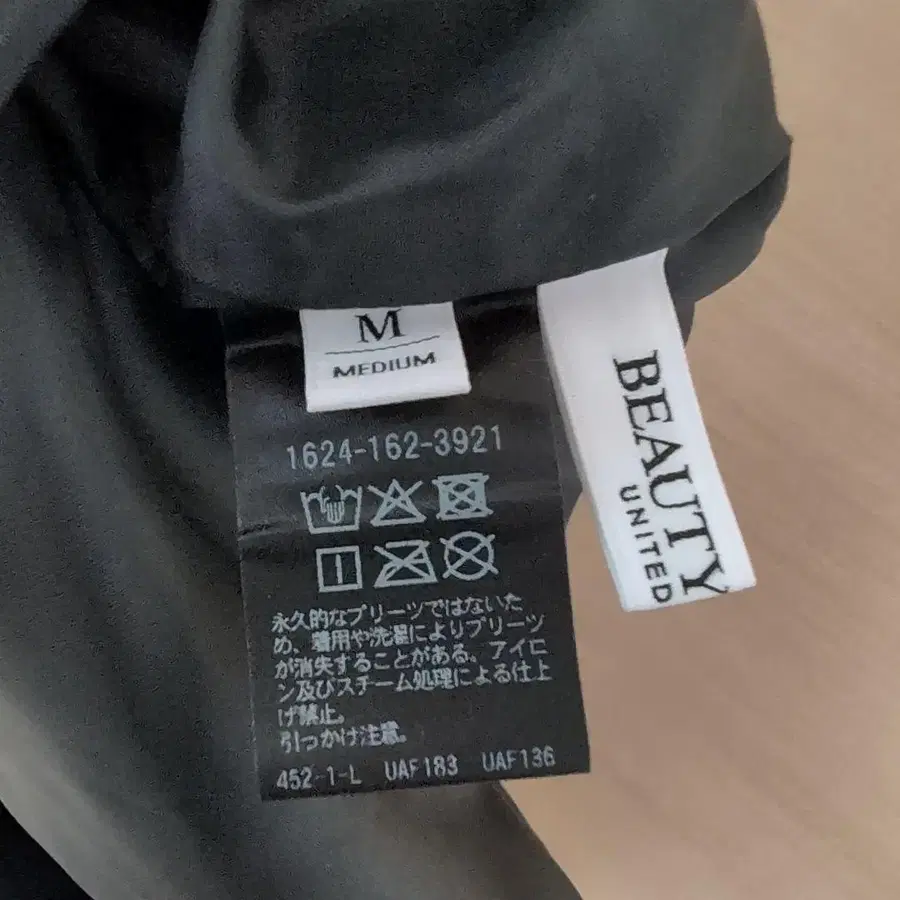 M
MEDIUM
1624-162-3921
永久的なプリーツではないた
め、着用や洗濯によりプリーツ
が消失することがある。アイロ
ン及びスチーム処理による仕上
げ禁止。
引っかけ注意。
452-1-L UAF183 UAF136
BEAUTY
UNITED